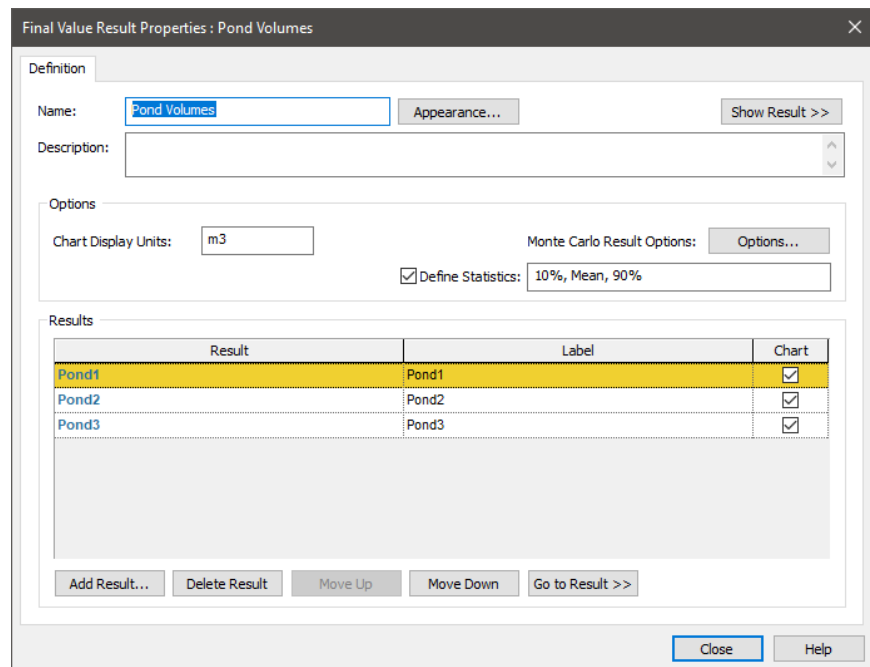 Final Value Result Properties : Pond Volumes
Definition
Name: Pond Volumes Appearance... Show Result >>
Description:
Options
Chart Display Units: m3 Monte Carlo Result Options: Options...
Define Statistics: 10%, Mean, 90%
Results
Result Label Chart
Pond1 Pond1
Pond2 Pond2
Pond3 Pond3
Add Result... Delete Result Move Up Move Down Go to Result >>
Close Help